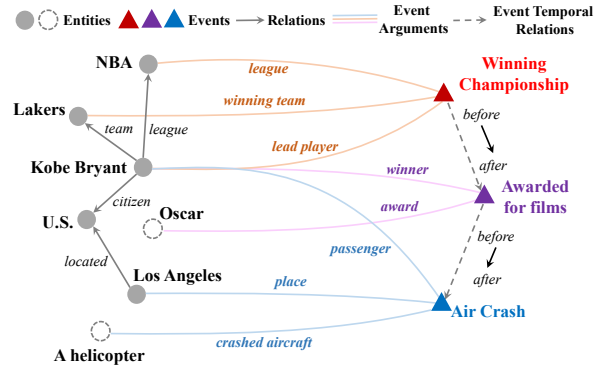 Entities
Events
Relations
Event
Arguments
Event Temporal
Relations
NBA
league
Winning
Championship
Lakers
winning team
before
team
league
lead player
after
Kobe Bryant
winner
Awarded
for films
citizen
Oscar
award
U.S.
before
passenger
located
after
Los Angeles
place
Air Crash
crashed aircraft
A helicopter